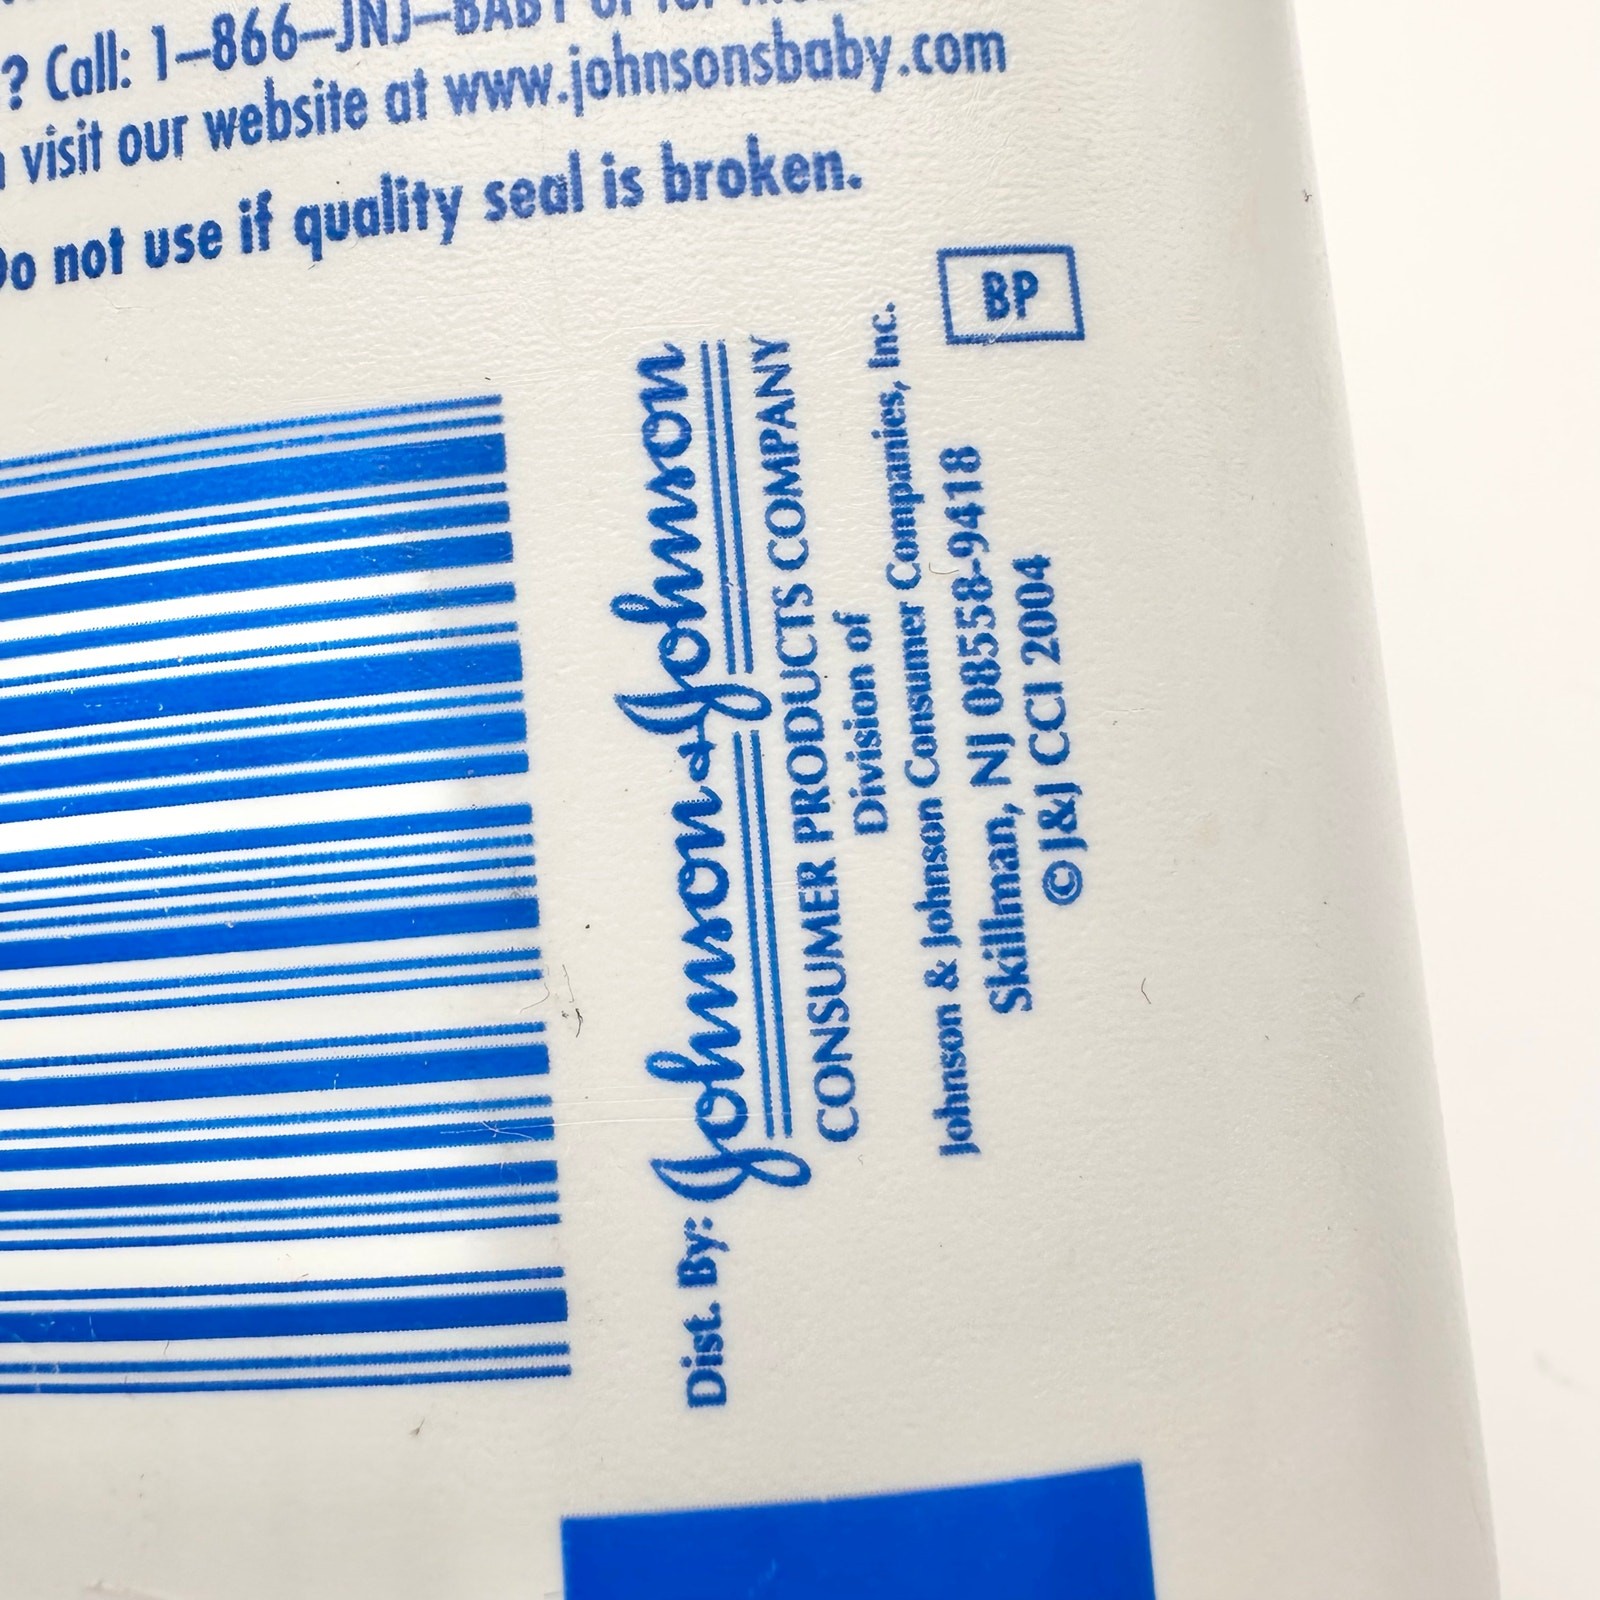 ? Call: 1–866–JNJ–BABY or for
visit our website at www.johnsonsbaby.com
Do not use if quality seal is broken.
BP
Dist. By: Johnson & Johnson
CONSUMER PRODUCTS COMPANY
Division of
Johnson & Johnson Consumer Companies, Inc.
Skillman, NJ 08558-9418
© J&J CCI 2004